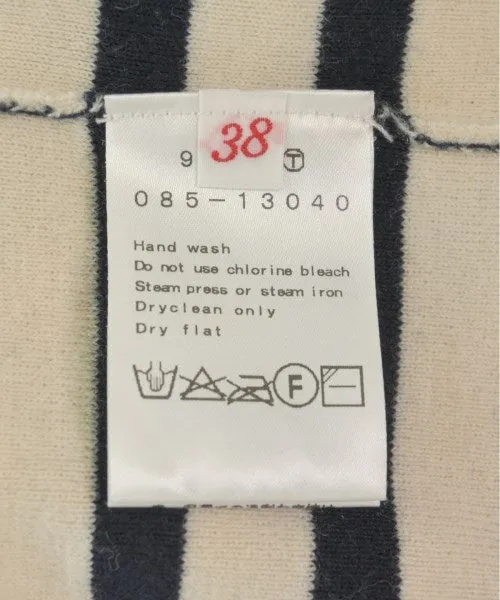 38
9 T
085-13040
Hand wash
Do not use chlorine bleach
Steam press or steam iron
Dryclean only
Dry flat
F